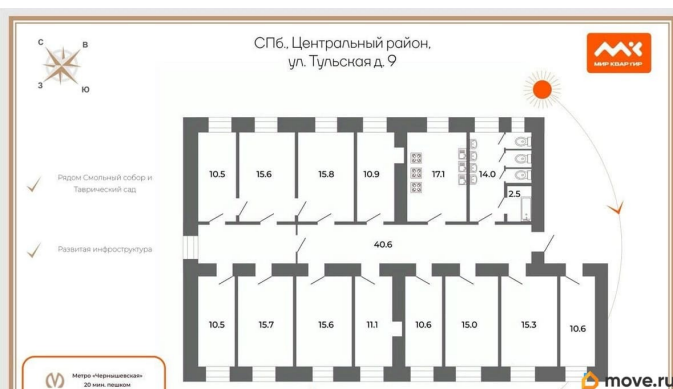 С
В
З
Ю
СПб., Центральный район,
ул. Тульская д. 9
МИР КВАРТИР
Рядом Смольный собор и
Таврический сад
Развитая инфраструктура
10.5
15.6
15.8
10.9
17.1
14.0
2.5
40.6
10.5
15.7
15.6
11.1
10.6
15.0
15.3
10.6
Метро «Чернышевская»
20 мин. пешком
move.ru